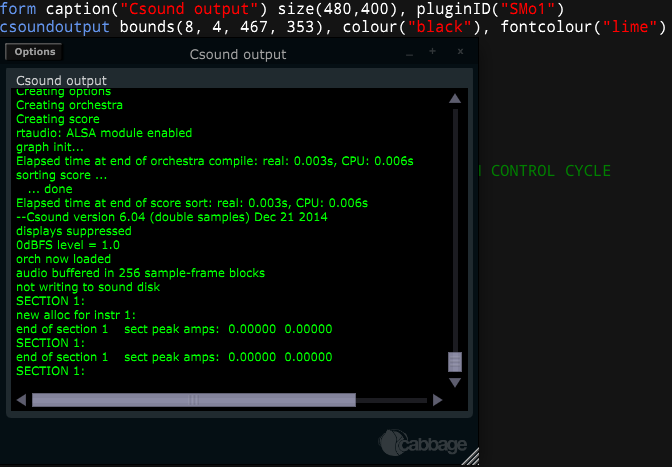 form caption("Csound output") size(480,400), pluginID("SMo1")
csoundoutput bounds(8, 4, 467, 353), colour("black"), fontcolour("lime")
Options
Csound output
Csound output
Creating options
Creating orchestra
Creating score
rtaudio: ALSA module enabled
graph init...
Elapsed time at end of orchestra compile: real: 0.003s, CPU: 0.006s
sorting score ...
... done
Elapsed time at end of score sort: real: 0.003s, CPU: 0.006s
--Csound version 6.04 (double samples) Dec 21 2014
displays suppressed
0dBFS level = 1.0
orch now loaded
audio buffered in 256 sample-frame blocks
not writing to sound disk
SECTION 1:
new alloc for instr 1:
end of section 1 sect peak amps: 0.00000 0.00000
SECTION 1:
end of section 1 sect peak amps: 0.00000 0.00000
SECTION 1:
CONTROL CYCLE
cabbage